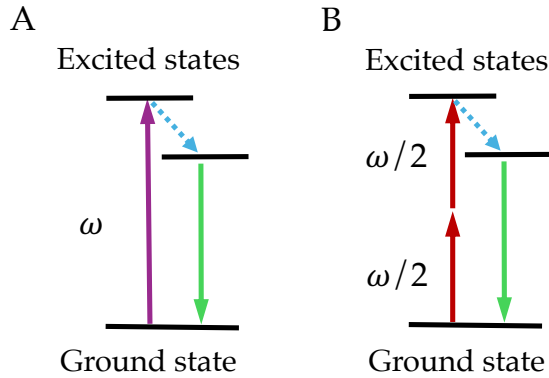 A
Excited states
ω
Ground state
B
Excited states
ω/2
ω/2
Ground state